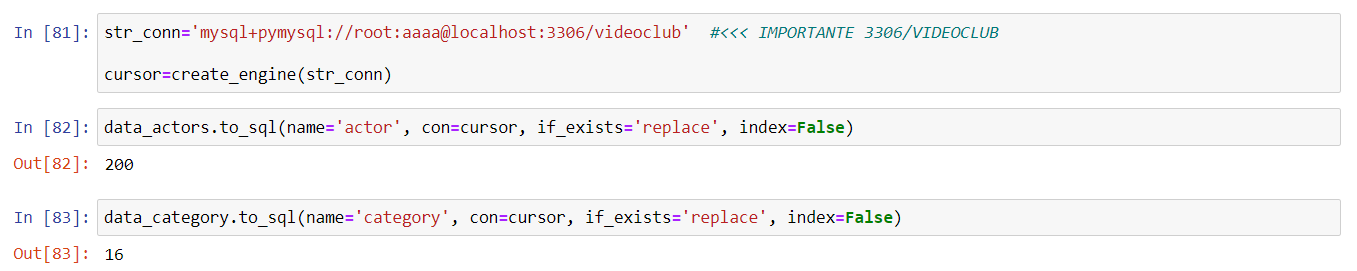 In [81]: str_conn='mysql+pymysql://root:aaaa@localhost:3306/videoclub'  #<<< IMPORTANTE 3306/VIDEOCLUB
cursor=create_engine(str_conn)
In [82]: data_actors.to_sql(name='actor', con=cursor, if_exists='replace', index=False)
Out[82]: 200
In [83]: data_category.to_sql(name='category', con=cursor, if_exists='replace', index=False)
Out[83]: 16